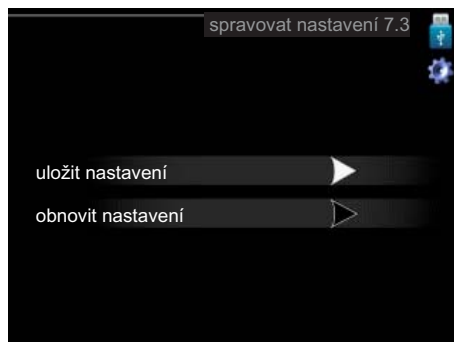 spravovat nastavení 7.3
uložit nastavení
obnovit nastavení